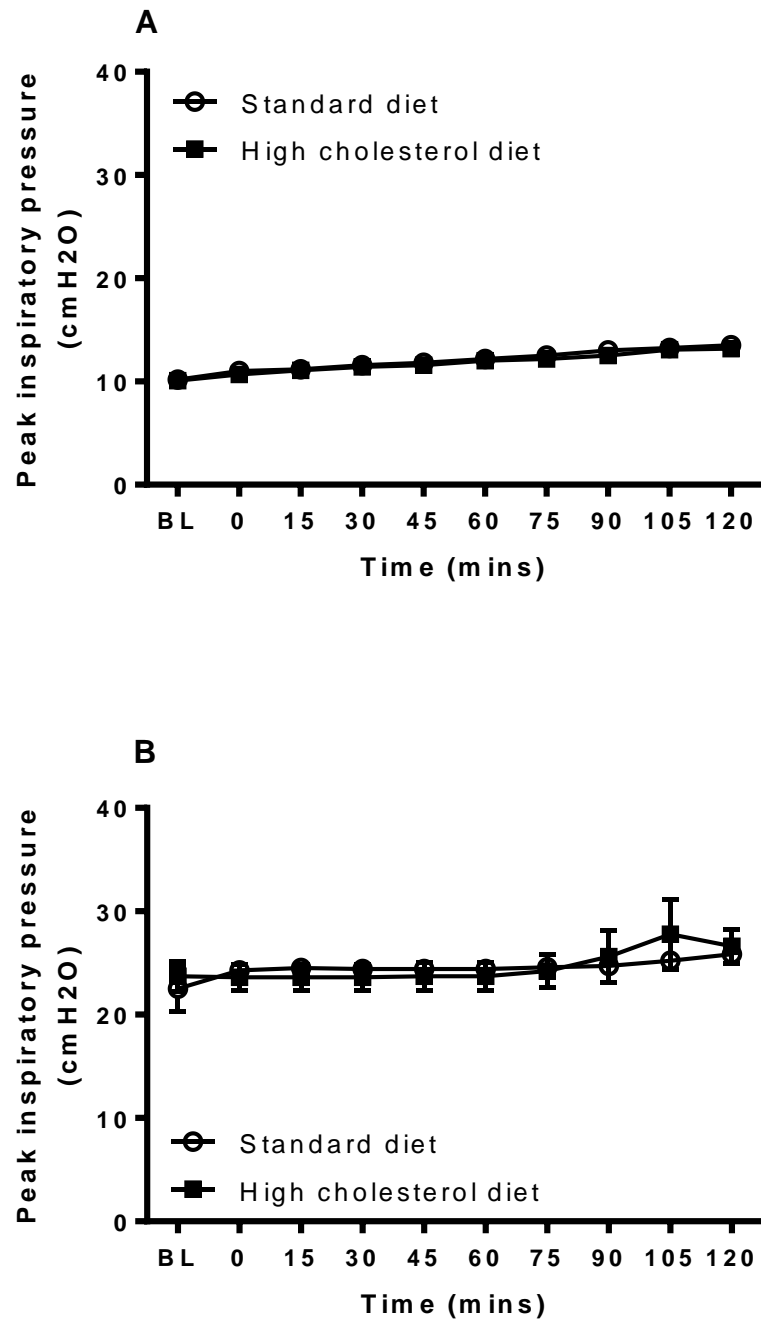 A
Peak inspiratory pressure
(cmH2O)
40
30
20
10
0
Standard diet
High cholesterol diet
BL 0 15 30 45 60 75 90 105 120
Time (mins)
B
Peak inspiratory pressure
(cmH2O)
40
30
20
10
0
Standard diet
High cholesterol diet
BL 0 15 30 45 60 75 90 105 120
Time (mins)